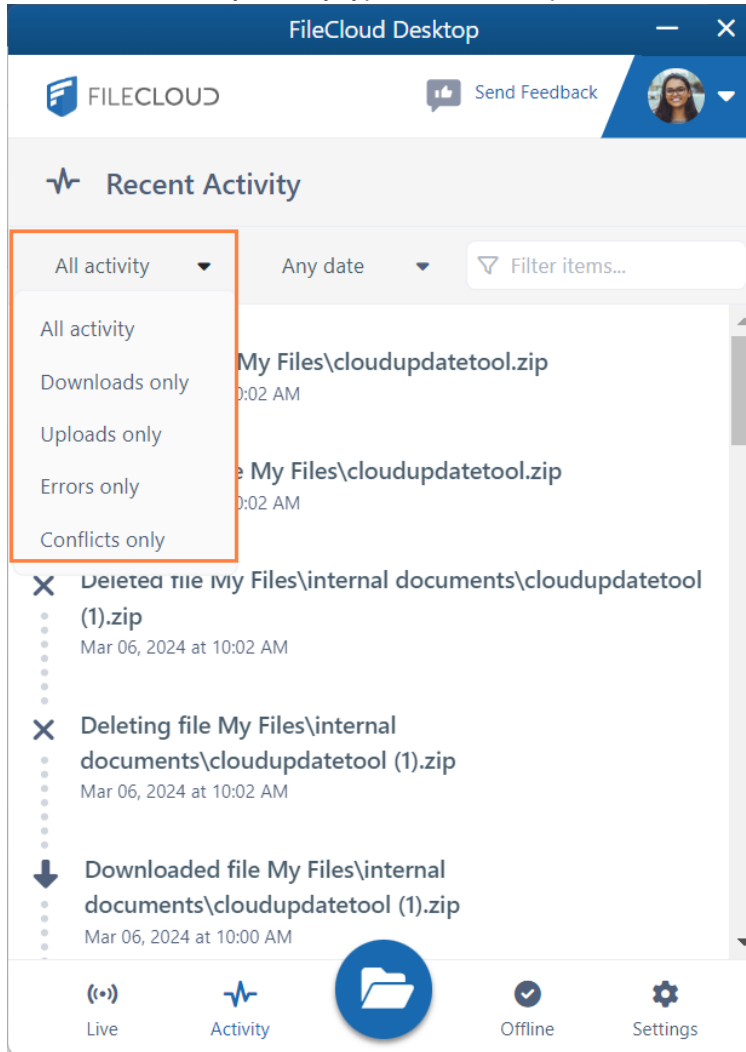 FileCloud Desktop
FILECLOUD
Send Feedback
Recent Activity
All activity
Any date
Filter items...
All activity
Downloads only
Uploads only
Errors only
Conflicts only
My Files\cloudupdatetool.zip
:02 AM
My Files\cloudupdatetool.zip
:02 AM
Deleted file My Files\internal documents\cloudupdatetool
(1).zip
Mar 06, 2024 at 10:02 AM
Deleting file My Files\internal
documents\cloudupdatetool (1).zip
Mar 06, 2024 at 10:02 AM
Downloaded file My Files\internal
documents\cloudupdatetool (1).zip
Mar 06, 2024 at 10:00 AM
Live
Activity
Offline
Settings